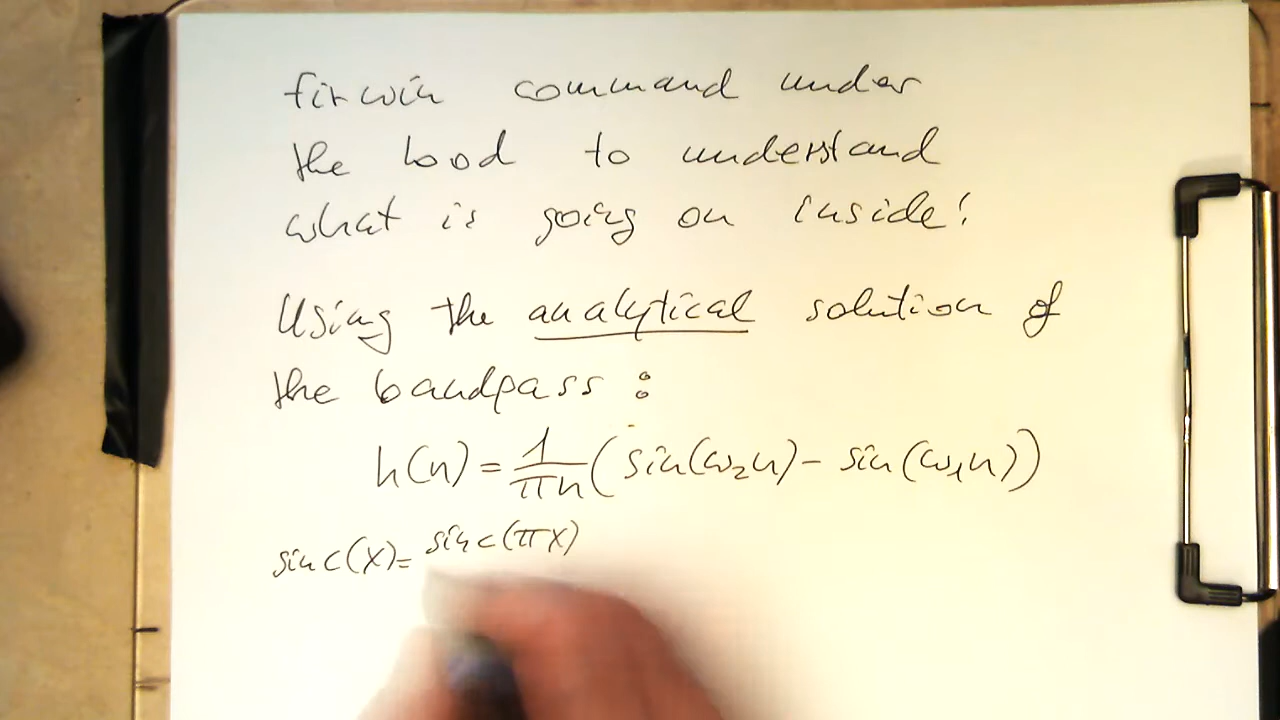 firwin command under
the hood to understand
what is going on inside!
Using the analytical solution of
the bandpass:
h(n) = 1/πn (sin(ω₂n) - sin(ω₁n))
sinc(x) = sinc(πx)